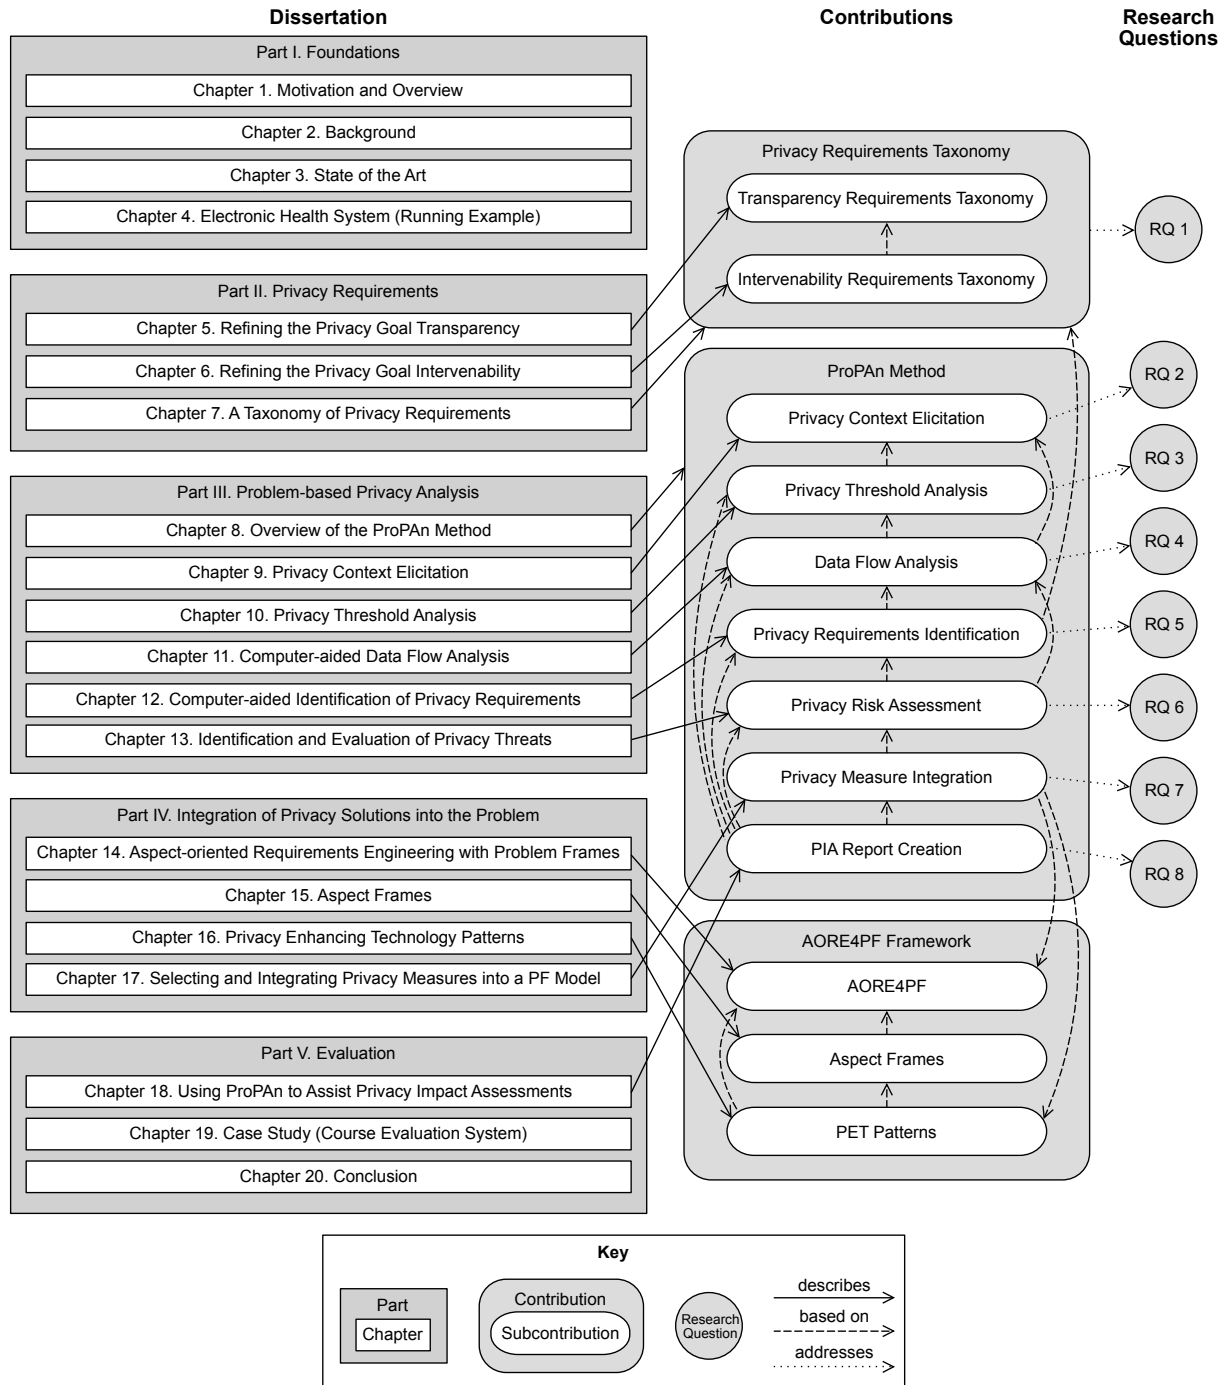 Dissertation
Contributions
Research
Questions
Part I. Foundations
Chapter 1. Motivation and Overview
Chapter 2. Background
Chapter 3. State of the Art
Chapter 4. Electronic Health System (Running Example)
Part II. Privacy Requirements
Chapter 5. Refining the Privacy Goal Transparency
Chapter 6. Refining the Privacy Goal Intervenability
Chapter 7. A Taxonomy of Privacy Requirements
Part III. Problem-based Privacy Analysis
Chapter 8. Overview of the ProPAn Method
Chapter 9. Privacy Context Elicitation
Chapter 10. Privacy Threshold Analysis
Chapter 11. Computer-aided Data Flow Analysis
Chapter 12. Computer-aided Identification of Privacy Requirements
Chapter 13. Identification and Evaluation of Privacy Threats
Part IV. Integration of Privacy Solutions into the Problem
Chapter 14. Aspect-oriented Requirements Engineering with Problem Frames
Chapter 15. Aspect Frames
Chapter 16. Privacy Enhancing Technology Patterns
Chapter 17. Selecting and Integrating Privacy Measures into a PF Model
Part V. Evaluation
Chapter 18. Using ProPAn to Assist Privacy Impact Assessments
Chapter 19. Case Study (Course Evaluation System)
Chapter 20. Conclusion
Privacy Requirements Taxonomy
Transparency Requirements Taxonomy
Intervenability Requirements Taxonomy
ProPAn Method
Privacy Context Elicitation
Privacy Threshold Analysis
Data Flow Analysis
Privacy Requirements Identification
Privacy Risk Assessment
Privacy Measure Integration
PIA Report Creation
AORE4PF Framework
AORE4PF
Aspect Frames
PET Patterns
RQ 1
RQ 2
RQ 3
RQ 4
RQ 5
RQ 6
RQ 7
RQ 8
Key
Part
Chapter
Contribution
Subcontribution
Research
Question
describes
based on
addresses